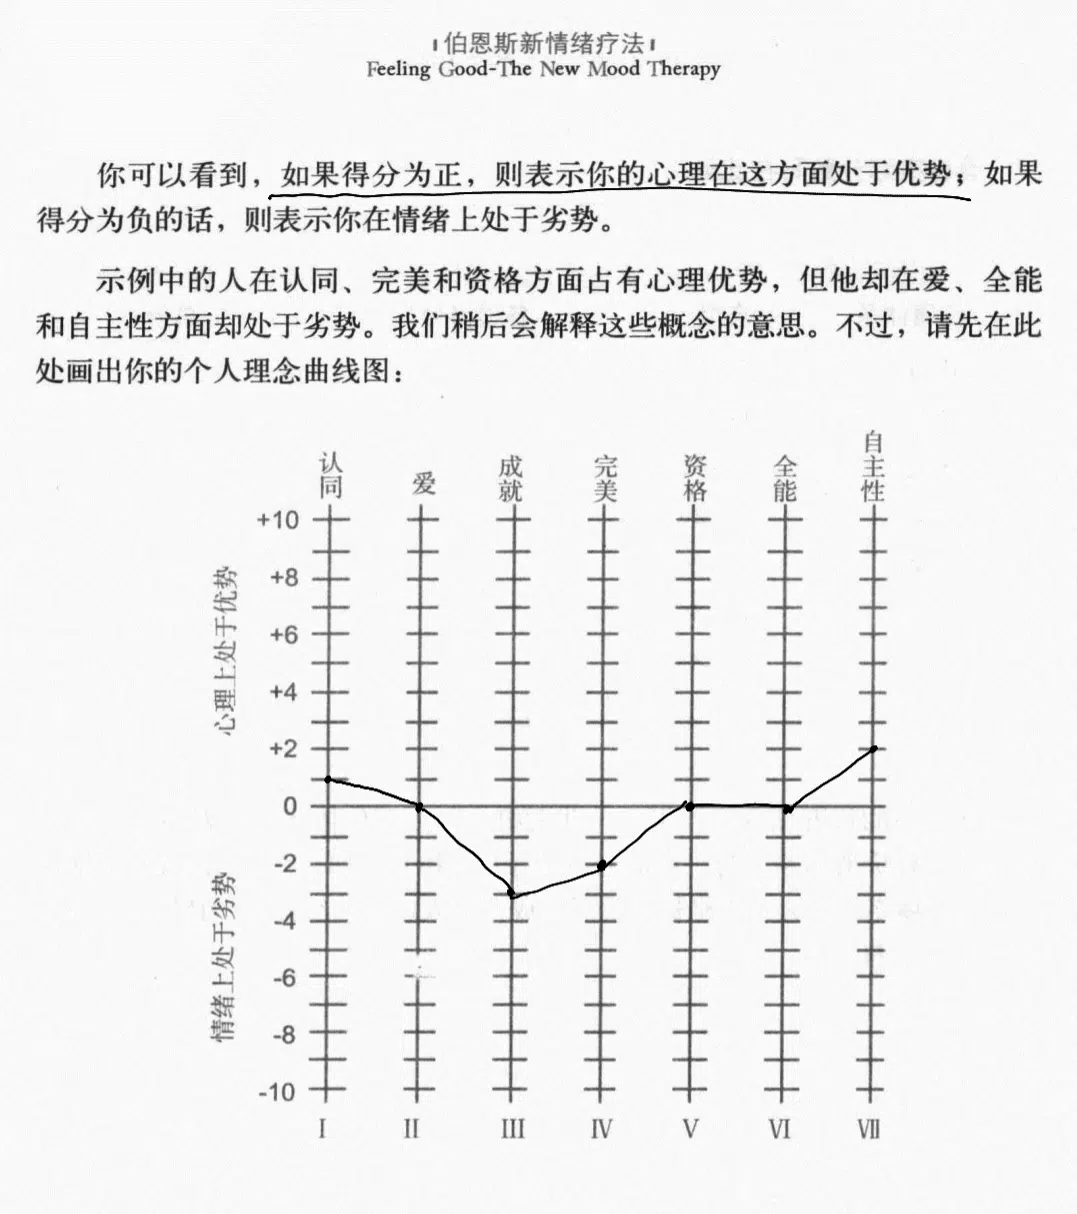 伯恩斯新情绪疗法
Feeling Good-The New Mood Therapy
你可以看到，如果得分为正，则表示你的心理在这方面处于优势；如果
得分为负的话，则表示你在情绪上处于劣势。
示例中的人在认同、完美和资格方面占有心理优势，但他却在爱、全能
和自主性方面却处于劣势。我们稍后会解释这些概念的意思。不过，请先在此
处画出你的个人理念曲线图：
认同 爱 成就 完美 资格 全能 自主性
心理上处于优势
+10
+8
+6
+4
+2
0
-2
-4
-6
-8
-10
情绪上处于劣势
I II III IV V VI VII